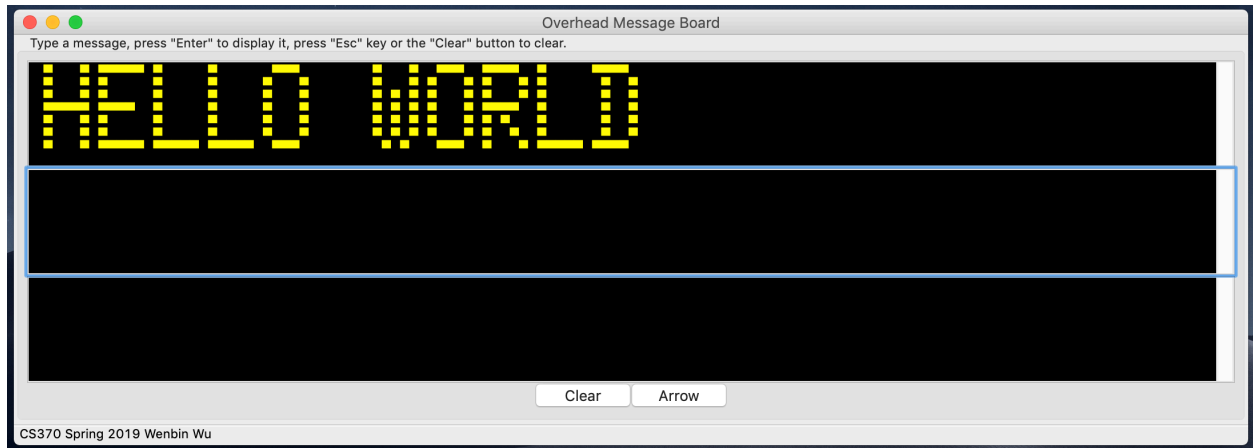 Overhead Message Board
Type a message, press "Enter" to display it, press "Esc" key or the "Clear" button to clear.
HELLO WORLD
Clear Arrow
CS370 Spring 2019 Wenbin Wu